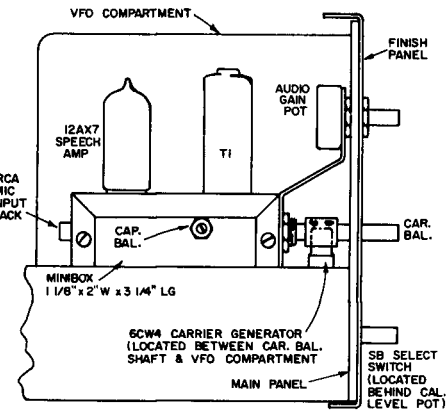 VFO COMPARTMENT
FINISH
PANEL
AUDIO
GAIN
POT
12AX7
SPEECH
AMP
T1
RCA
MIC
INPUT
JACK
CAP.
BAL.
CAR.
BAL.
MINIBOX
1 1/8" x 2" W x 3 1/4" LG
6CW4 CARRIER GENERATOR
(LOCATED BETWEEN CAR. BAL.
SHAFT & VFO COMPARTMENT
MAIN PANEL
SB SELECT
SWITCH
(LOCATED
BEHIND CAL.
LEVEL POT)